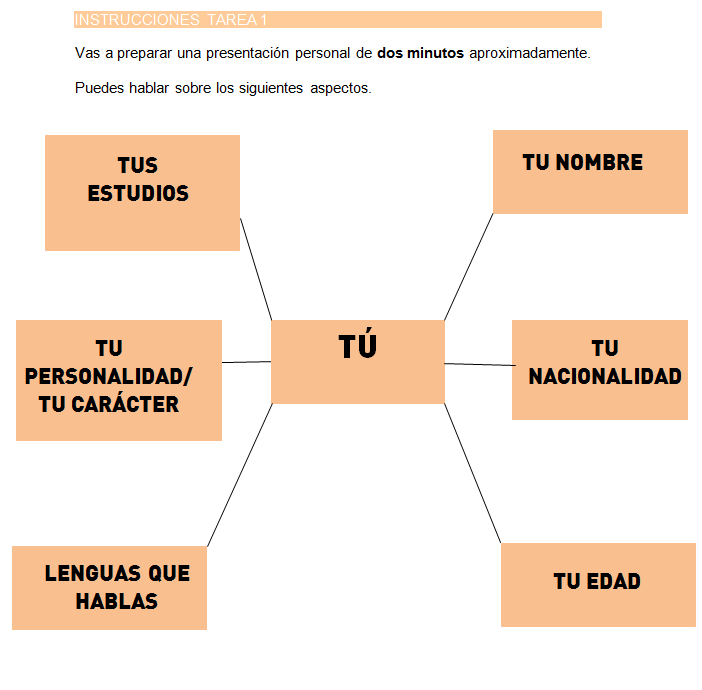 INSTRUCCIONES TAREA 1
Vas a preparar una presentación personal de dos minutos aproximadamente.
Puedes hablar sobre los siguientes aspectos.
TUS
ESTUDIOS
TU NOMBRE
TU
PERSONALIDAD/
TU CARÁCTER
TÚ
TU
NACIONALIDAD
LENGUAS QUE
HABLAS
TU EDAD